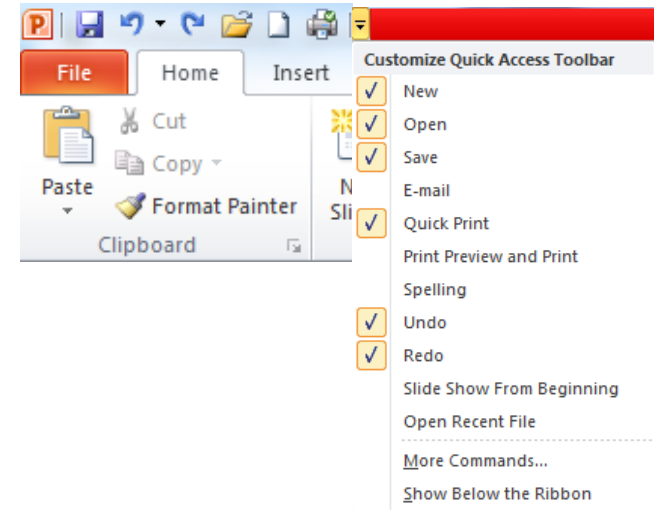 P
File Home Insert
Cut
Copy
Paste
Format Painter
N
Sli
Clipboard
Customize Quick Access Toolbar
New
Open
Save
E-mail
Quick Print
Print Preview and Print
Spelling
Undo
Redo
Slide Show From Beginning
Open Recent File
More Commands...
Show Below the Ribbon